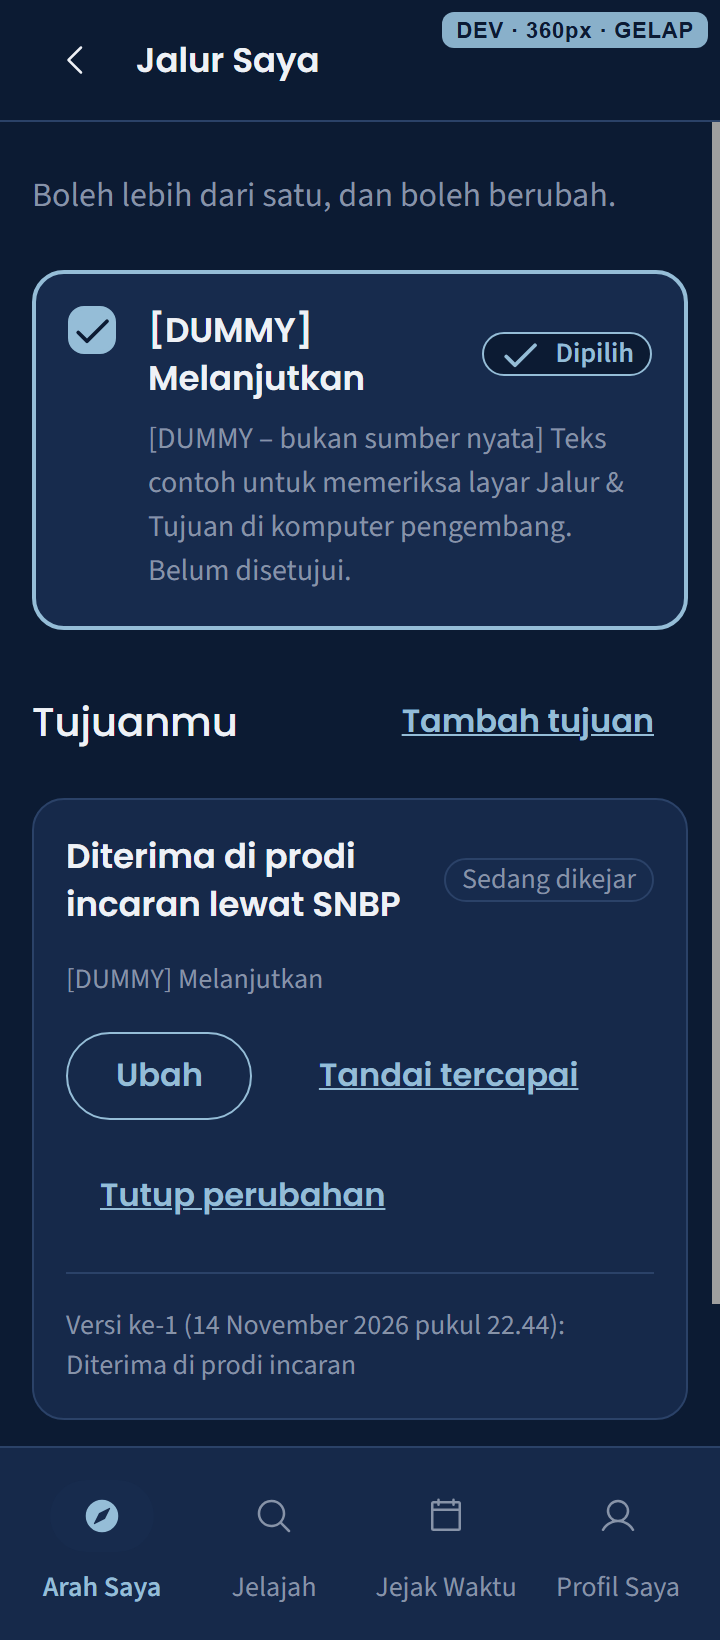 DEV · 360px · GELAP
Jalur Saya
Boleh lebih dari satu, dan boleh berubah.
[DUMMY]
Melanjutkan
Dipilih
[DUMMY – bukan sumber nyata] Teks
contoh untuk memeriksa layar Jalur &
Tujuan di komputer pengembang.
Belum disetujui.
Tujuanmu
Tambah tujuan
Diterima di prodi
incaran lewat SNBP
Sedang dikejar
[DUMMY] Melanjutkan
Ubah
Tandai tercapai
Tutup perubahan
Versi ke-1 (14 November 2026 pukul 22.44):
Diterima di prodi incaran
Arah Saya
Jelajah
Jejak Waktu
Profil Saya